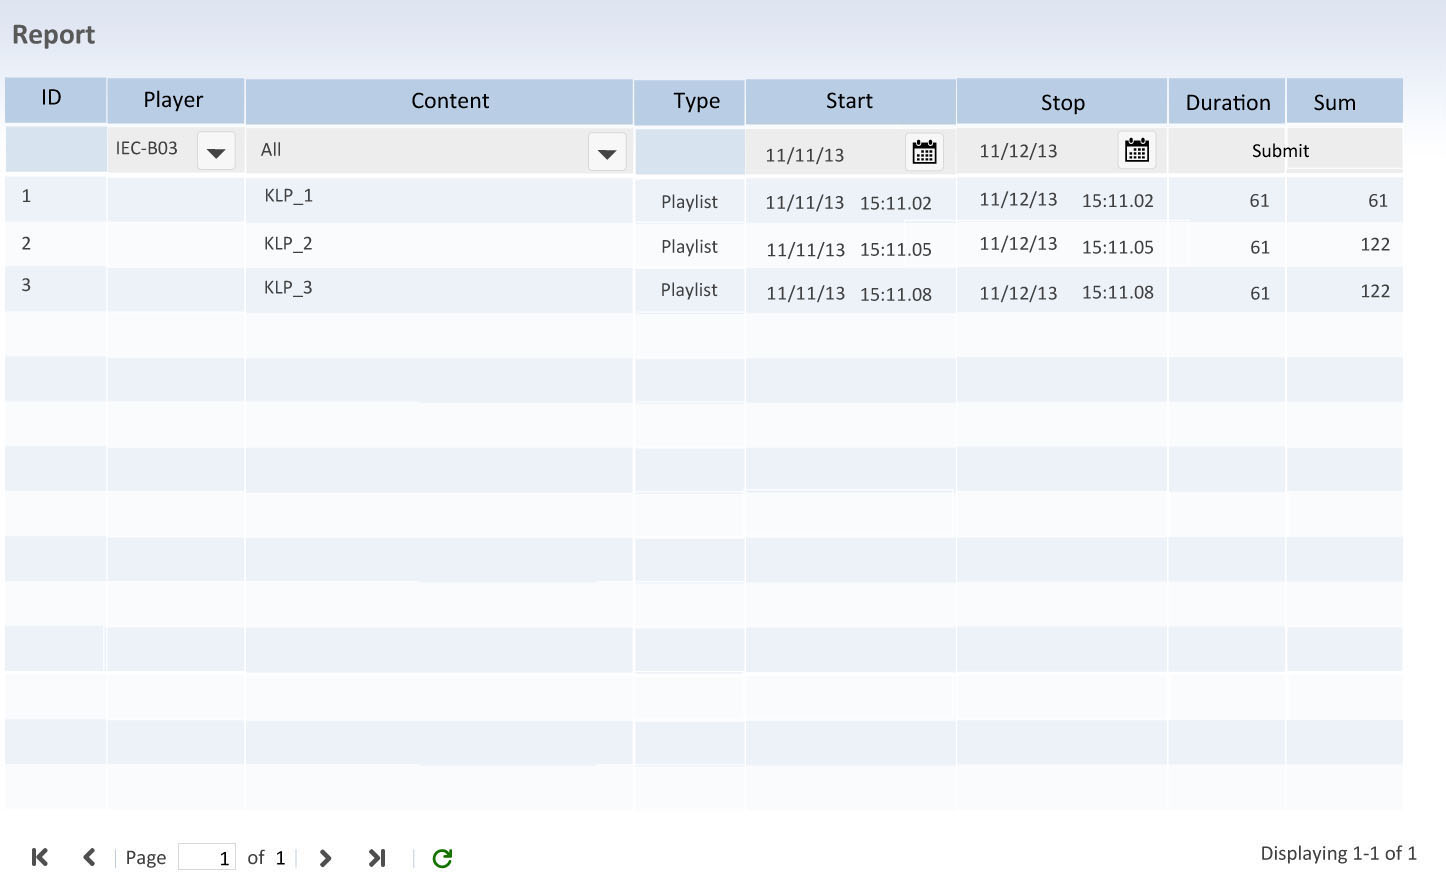 Report
ID Player Content Type Start Stop Duration Sum
IEC-B03 All 11/11/13 11/12/13 Submit
1 KLP_1 Playlist 11/11/13 15:11.02 11/12/13 15:11.02 61 61
2 KLP_2 Playlist 11/11/13 15:11.05 11/12/13 15:11.05 61 122
3 KLP_3 Playlist 11/11/13 15:11.08 11/12/13 15:11.08 61 122
Page 1 of 1 Displaying 1-1 of 1